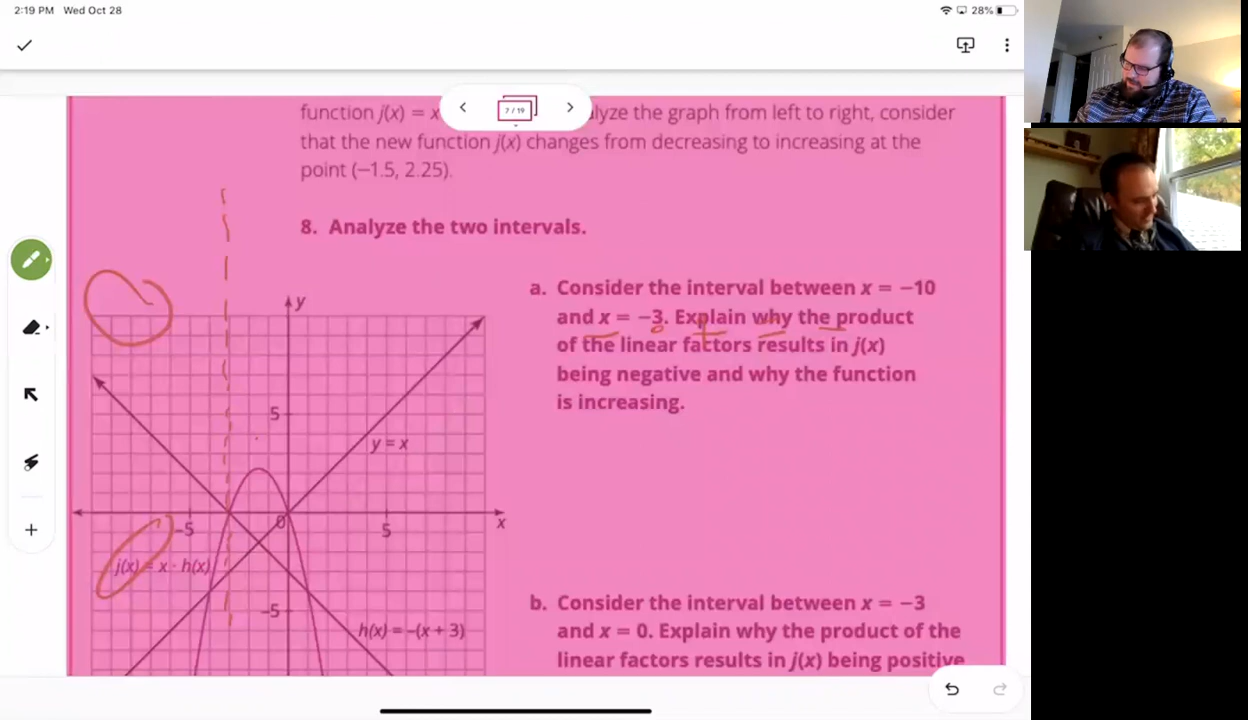 2:19 PM Wed Oct 28
28%
7 / 19
function j(x) = x
lyze the graph from left to right, consider
that the new function j(x) changes from decreasing to increasing at the
point (−1.5, 2.25).
8. Analyze the two intervals.
a. Consider the interval between x = −10
and x = −3. Explain why the product
of the linear factors results in j(x)
being negative and why the function
is increasing.
y
5
y = x
−5
0
5
x
j(x) = x · h(x)
−5
h(x) = −(x + 3)
b. Consider the interval between x = −3
and x = 0. Explain why the product of the
linear factors results in j(x) being positive